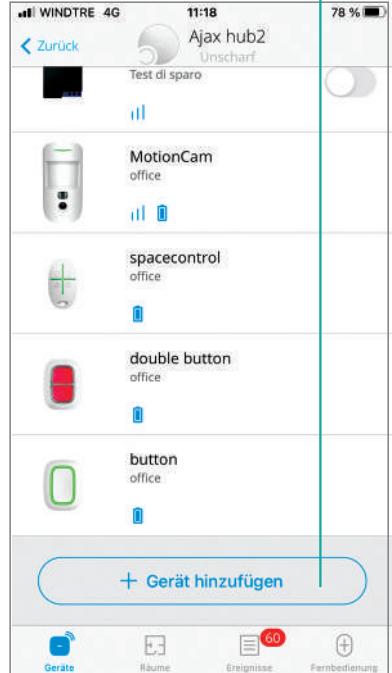 WINDTRE 4G 11:18 78 %
Zurück
Ajax hub2
Unscharf
Test di sparo
MotionCam
office
spacecontrol
office
double button
office
button
office
+ Gerät hinzufügen
60
Geräte Räume Ereignisse Fernbedienung